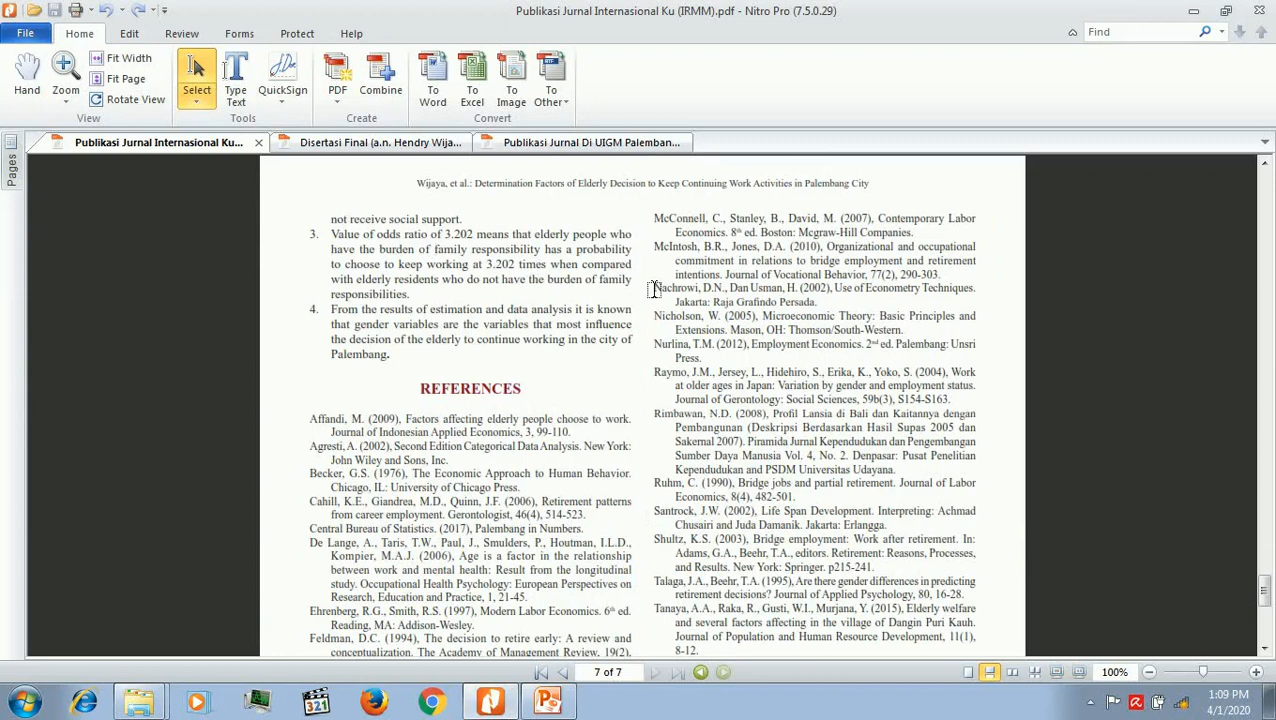 Publikasi Jurnal Internasional Ku (IRMM).pdf - Nitro Pro (7.5.0.29)
File
Home
Edit
Review
Forms
Protect
Help
Find
Hand
Zoom
Fit Width
Fit Page
Rotate View
View
Select
Type Text
QuickSign
Tools
PDF
Combine
Create
To Word
To Excel
To Image
To Other
Convert
Publikasi Jurnal Internasional Ku...
Disertasi Final (a.n. Hendry Wija...
Publikasi Jurnal Di UIGM Palemban...
Pages
Wijaya, et al.: Determination Factors of Elderly Decision to Keep Continuing Work Activities in Palembang City
not receive social support.
3. Value of odds ratio of 3.202 means that elderly people who
have the burden of family responsibility has a probability
to choose to keep working at 3.202 times when compared
with elderly residents who do not have the burden of family
responsibilities.
4. From the results of estimation and data analysis it is known
that gender variables are the variables that most influence
the decision of the elderly to continue working in the city of
Palembang.
REFERENCES
Affandi, M. (2009), Factors affecting elderly people choose to work.
Journal of Indonesian Applied Economics, 3, 99-110.
Agresti, A. (2002), Second Edition Categorical Data Analysis. New York:
John Wiley and Sons, Inc.
Becker, G.S. (1976), The Economic Approach to Human Behavior.
Chicago, IL: University of Chicago Press.
Cahill, K.E., Giandrea, M.D., Quinn, J.F. (2006), Retirement patterns
from career employment. Gerontologist, 46(4), 514-523.
Central Bureau of Statistics. (2017), Palembang in Numbers.
De Lange, A., Taris, T.W., Paul, J., Smulders, P., Houtman, I.L.D.,
Kompier, M.A.J. (2006), Age is a factor in the relationship
between work and mental health: Result from the longitudinal
study. Occupational Health Psychology: European Perspectives on
Research, Education and Practice, 1, 21-45.
Ehrenberg, R.G., Smith, R.S. (1997), Modern Labor Economics. 6th ed.
Reading, MA: Addison-Wesley.
Feldman, D.C. (1994), The decision to retire early: A review and
conceptualization. The Academy of Management Review, 19(2),
McConnell, C., Stanley, B., David, M. (2007), Contemporary Labor
Economics. 8th ed. Boston: Mcgraw-Hill Companies.
McIntosh, B.R., Jones, D.A. (2010), Organizational and occupational
commitment in relations to bridge employment and retirement
intentions. Journal of Vocational Behavior, 77(2), 290-303.
Nachrowi, D.N., Dan Usman, H. (2002), Use of Econometry Techniques.
Jakarta: Raja Grafindo Persada.
Nicholson, W. (2005), Microeconomic Theory: Basic Principles and
Extensions. Mason, OH: Thomson/South-Western.
Nurlina, T.M. (2012), Employment Economics. 2nd ed. Palembang: Unsri
Press.
Raymo, J.M., Jersey, L., Hidehiro, S., Erika, K., Yoko, S. (2004), Work
at older ages in Japan: Variation by gender and employment status.
Journal of Gerontology: Social Sciences, 59b(3), S154-S163.
Rimbawan, N.D. (2008), Profil Lansia di Bali dan Kaitannya dengan
Pembangunan (Deskripsi Berdasarkan Hasil Supas 2005 dan
Sakernal 2007). Piramida Jurnal Kependudukan dan Pengembangan
Sumber Daya Manusia Vol. 4, No. 2. Denpasar: Pusat Penelitian
Kependudukan and PSDM Universitas Udayana.
Ruhm, C. (1990), Bridge jobs and partial retirement. Journal of Labor
Economics, 8(4), 482-501.
Santrock, J.W. (2002), Life Span Development. Interpreting: Achmad
Chusairi and Juda Damanik. Jakarta: Erlangga.
Shultz, K.S. (2003), Bridge employment: Work after retirement. In:
Adams, G.A., Beehr, T.A., editors. Retirement: Reasons, Processes,
and Results. New York: Springer. p215-241.
Talaga, J.A., Beehr, T.A. (1995), Are there gender differences in predicting
retirement decisions? Journal of Applied Psychology, 80, 16-28.
Tanaya, A.A., Raka, R., Gusti, W.I., Murjana, Y. (2015), Elderly welfare
and several factors affecting in the village of Dangin Puri Kauh.
Journal of Population and Human Resource Development, 11(1),
8-12.
7 of 7
100%
321
1:09 PM
4/1/2020